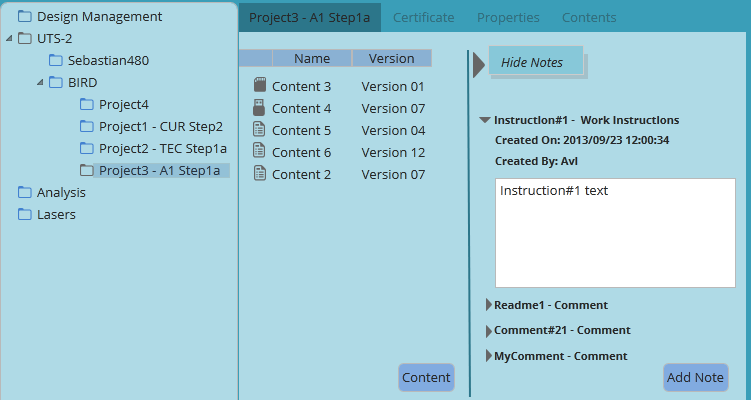 Design Management
UTS-2
Sebastian480
BIRD
Project4
Project1 - CUR Step2
Project2 - TEC Step1a
Project3 - A1 Step1a
Analysis
Lasers
Project3 - A1 Step1a Certificate Properties Contents
Name Version
Content 3 Version 01
Content 4 Version 07
Content 5 Version 04
Content 6 Version 12
Content 2 Version 07
Content
Hide Notes
Instruction#1 - Work Instructions
Created On: 2013/09/23 12:00:34
Created By: Avl
Instruction#1 text
Readme1 - Comment
Comment#21 - Comment
MyComment - Comment
Add Note